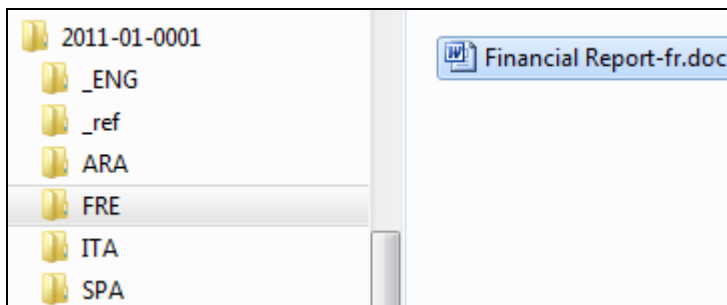 2011-01-0001
_ENG
_ref
ARA
FRE
ITA
SPA
Financial Report-fr.doc